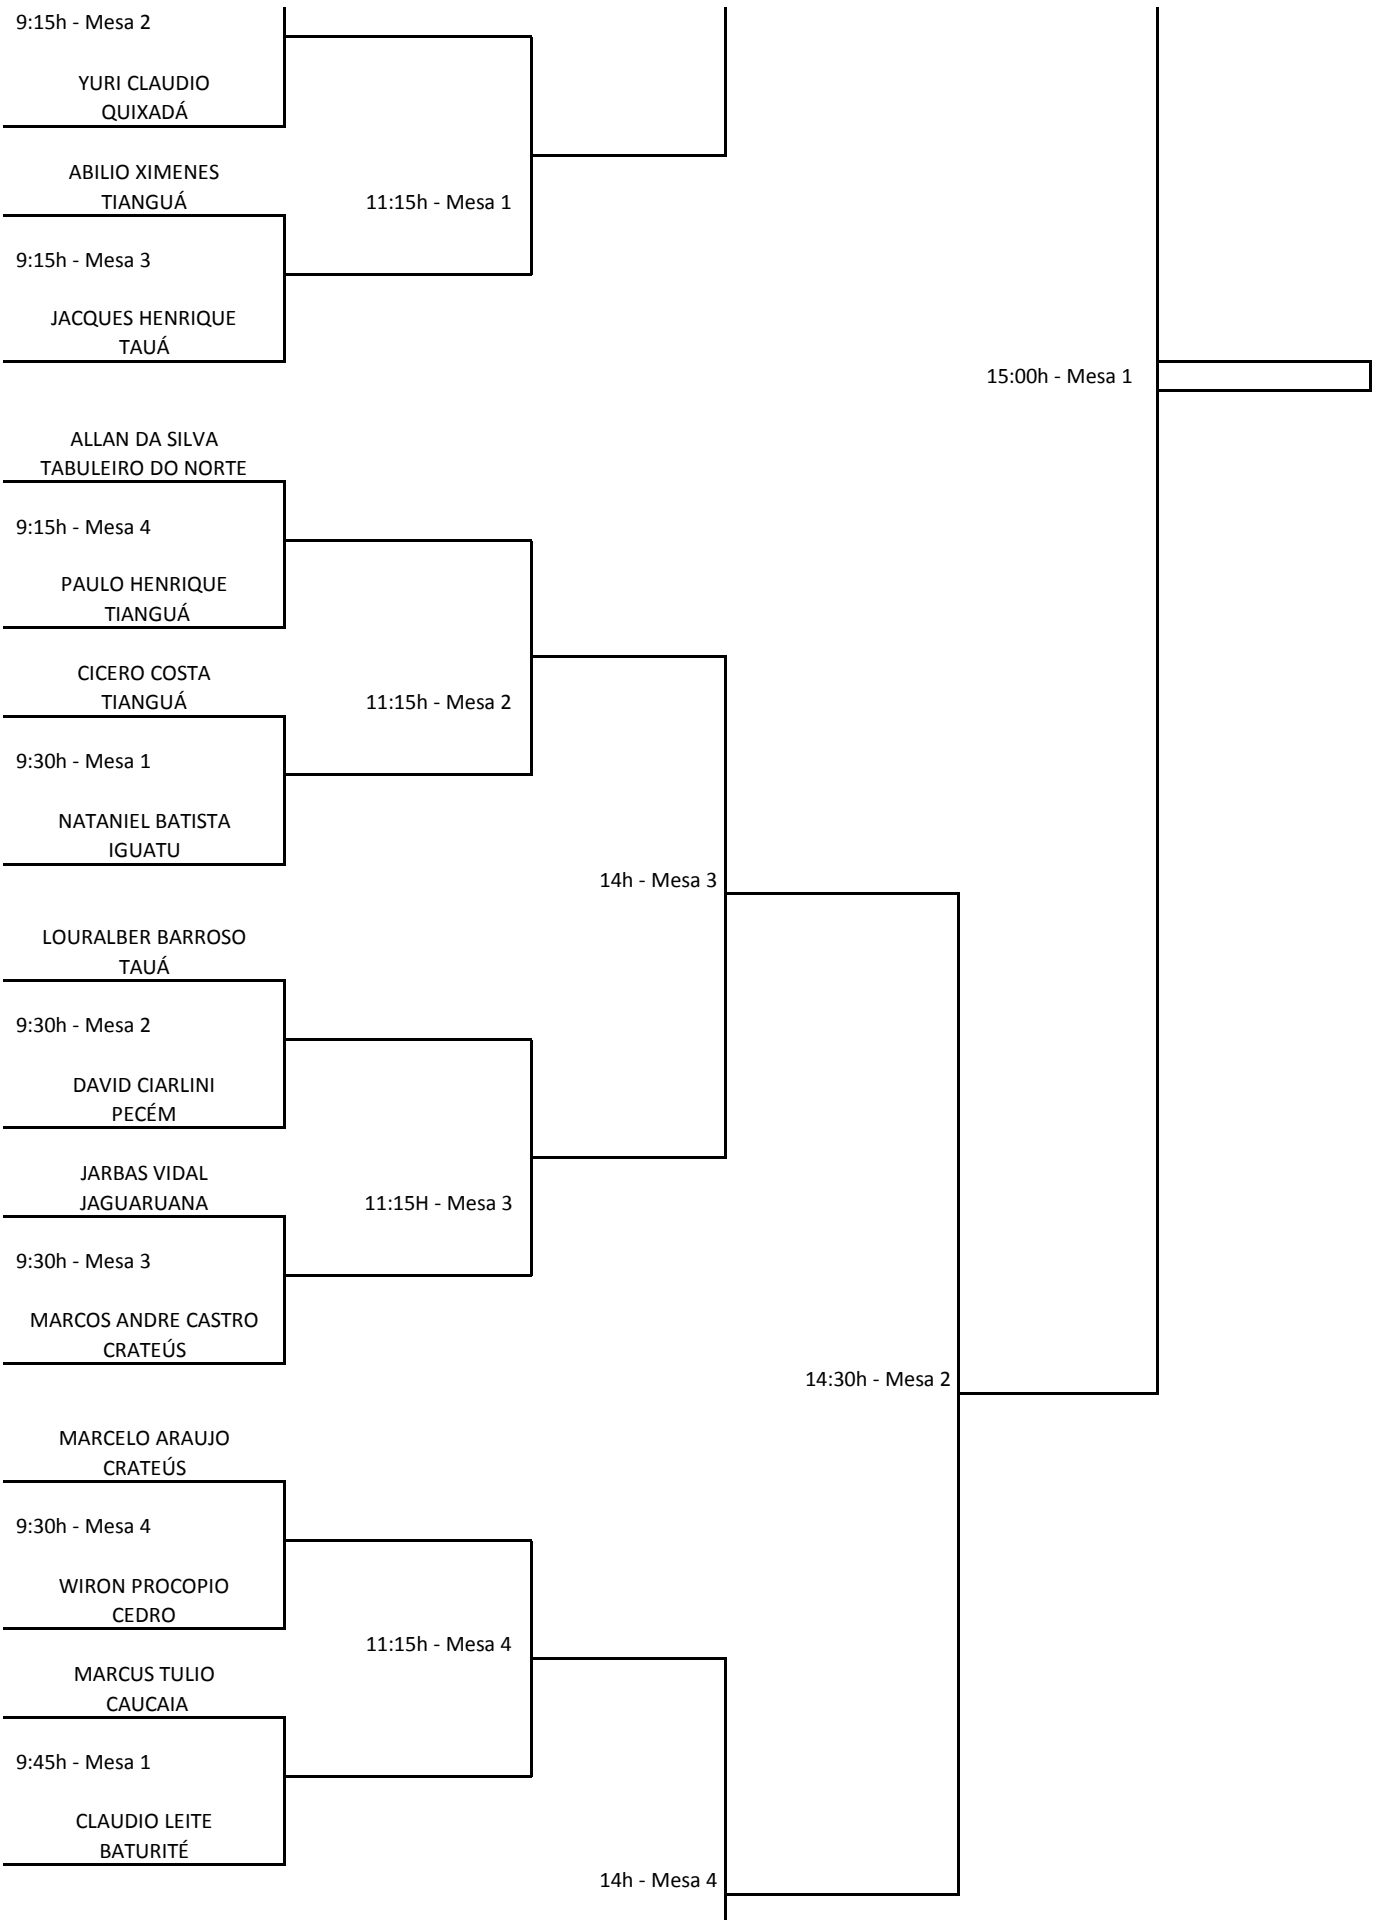 9:15h - Mesa 2
YURI CLAUDIO
QUIXADÁ
ABILIO XIMENES
TIANGUÁ
11:15h - Mesa 1
9:15h - Mesa 3
JACQUES HENRIQUE
TAUÁ
15:00h - Mesa 1
ALLAN DA SILVA
TABULEIRO DO NORTE
9:15h - Mesa 4
PAULO HENRIQUE
TIANGUÁ
CICERO COSTA
TIANGUÁ
11:15h - Mesa 2
9:30h - Mesa 1
NATANIEL BATISTA
IGUATU
14h - Mesa 3
LOURALBER BARROSO
TAUÁ
9:30h - Mesa 2
DAVID CIARLINI
PECÉM
JARBAS VIDAL
JAGUARUANA
11:15H - Mesa 3
9:30h - Mesa 3
MARCOS ANDRE CASTRO
CRATEÚS
14:30h - Mesa 2
MARCELO ARAUJO
CRATEÚS
9:30h - Mesa 4
WIRON PROCOPIO
CEDRO
11:15h - Mesa 4
MARCUS TULIO
CAUCAIA
9:45h - Mesa 1
CLAUDIO LEITE
BATURITÉ
14h - Mesa 4